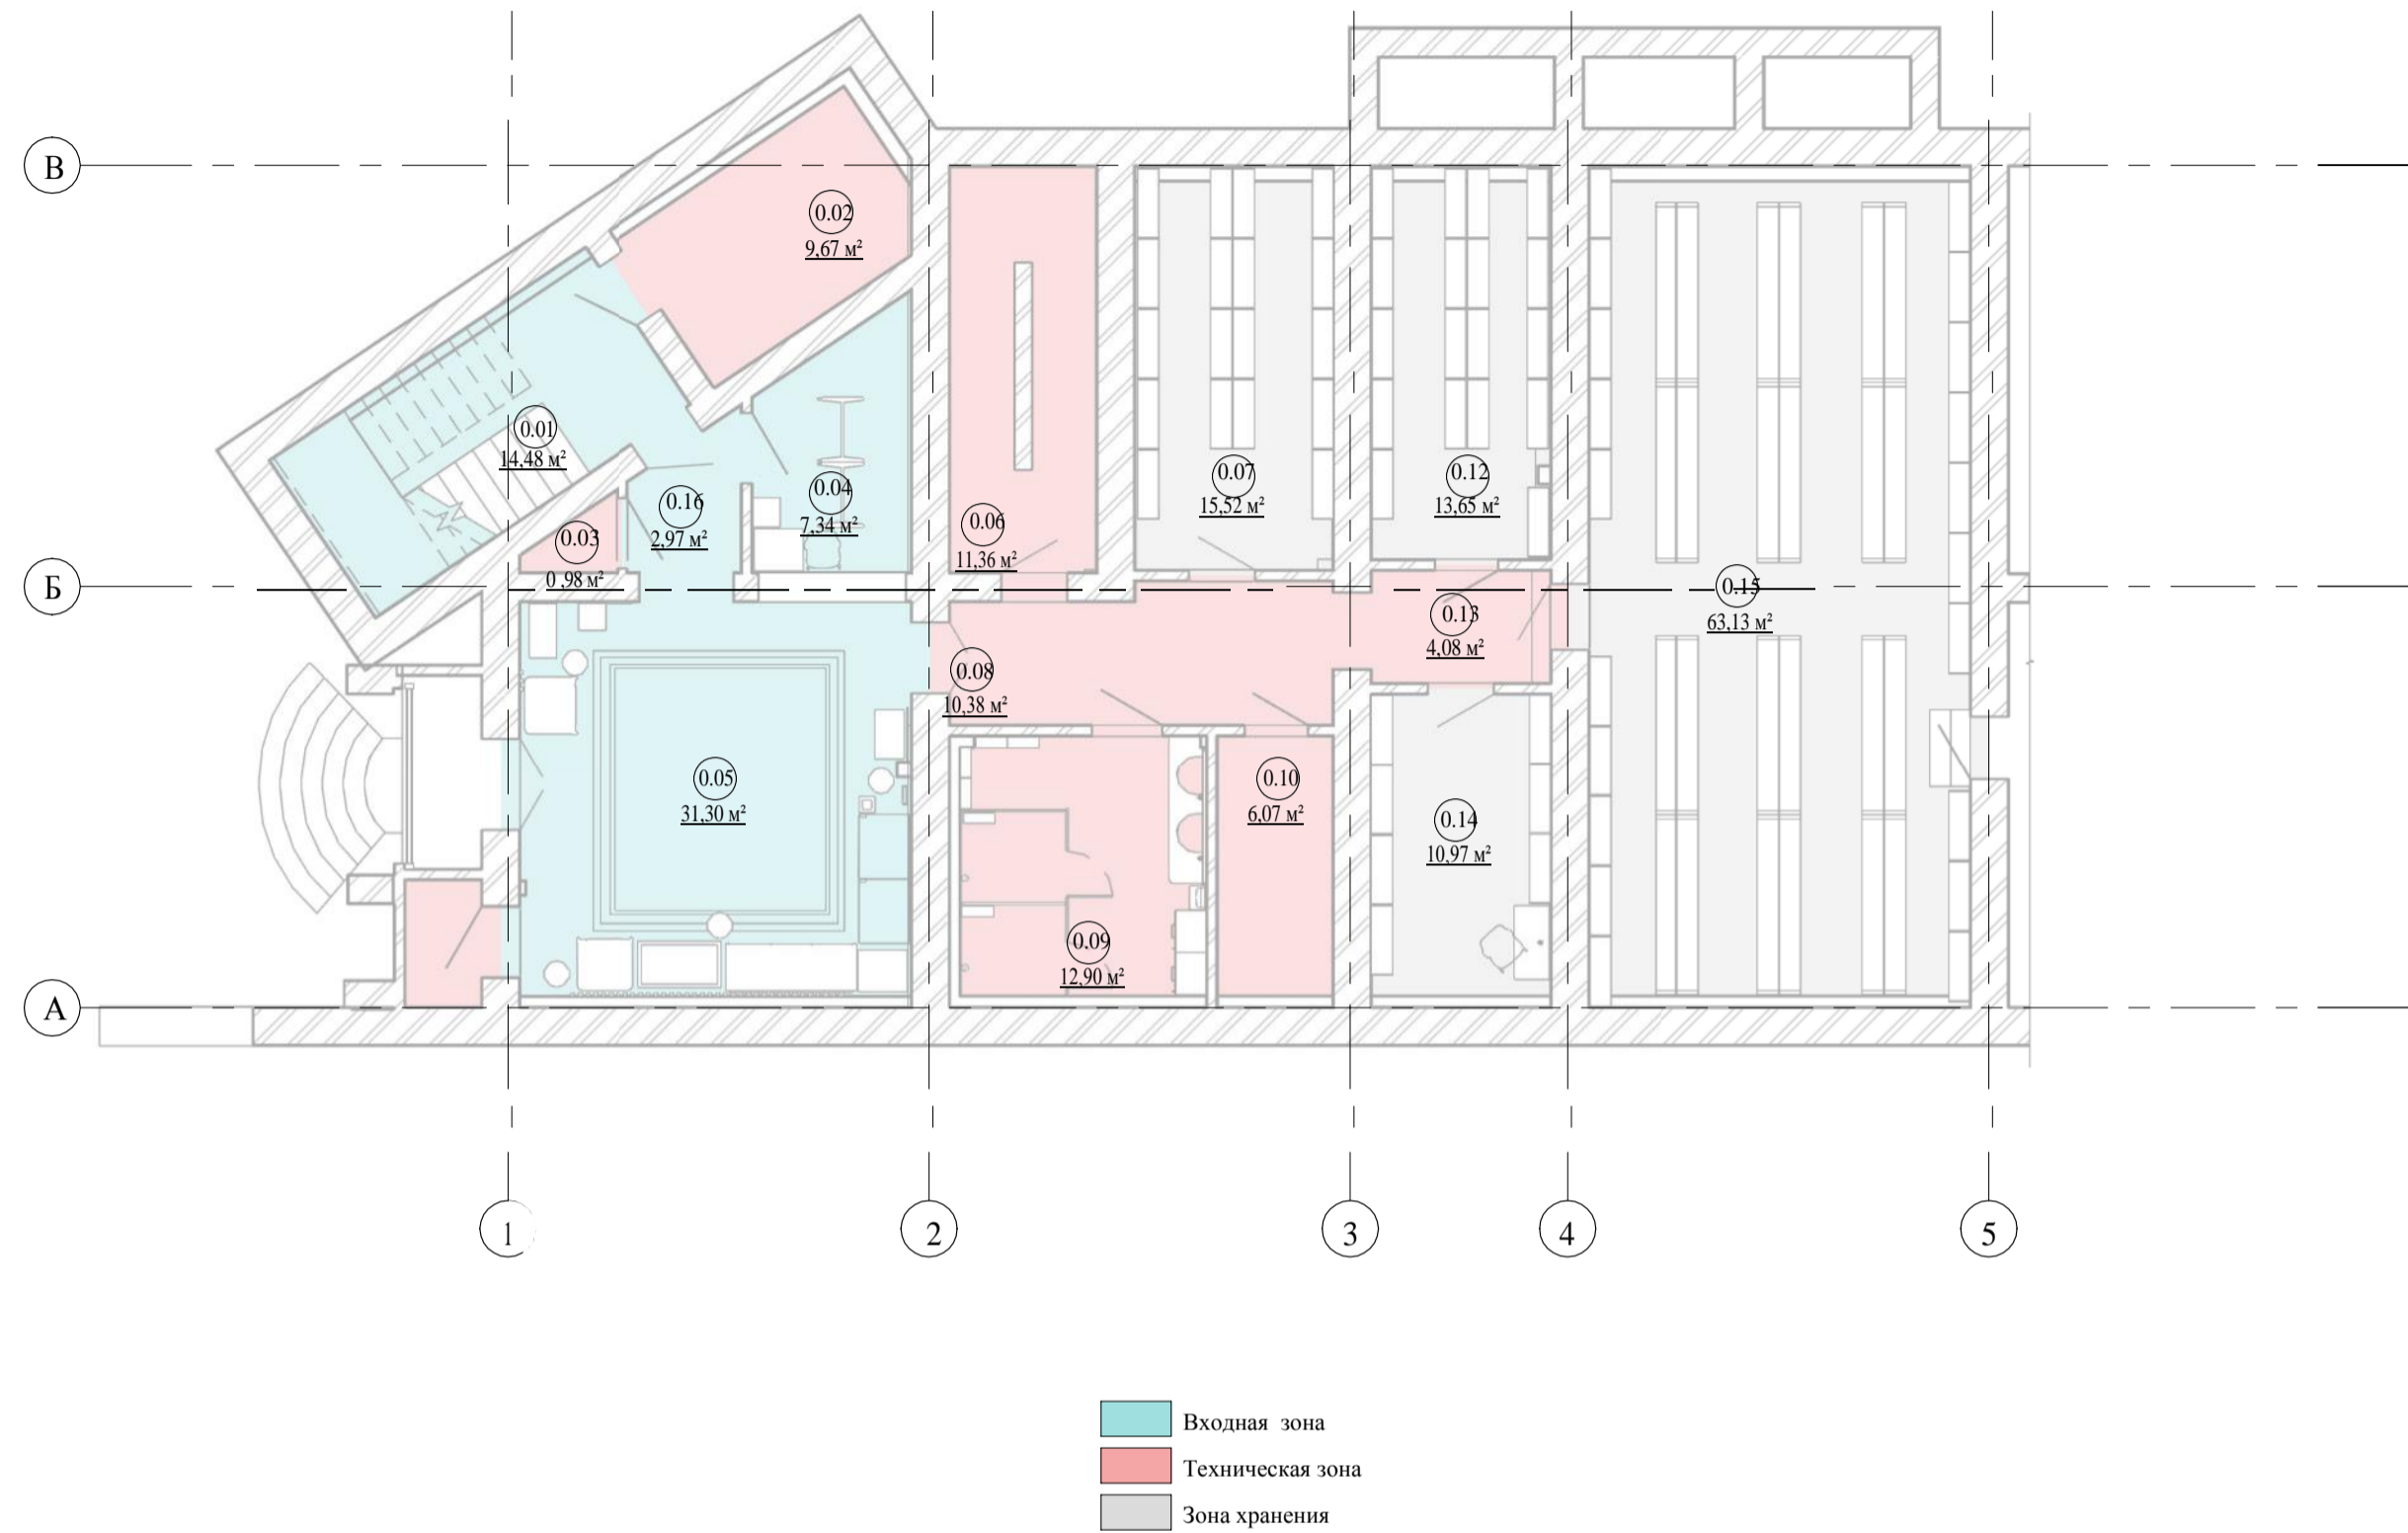 В
0.02
9,67 м²
0.01
14,48 м²
0.16
2,97 м²
0.03
0 ,98 м²
0.04
7,34 м²
0.06
11,36 м²
0.07
15,52 м²
0.12
13,65 м²
Б
0.15
63,13 м²
0.13
4,08 м²
0.08
10,38 м²
0.05
31,30 м²
0.10
6,07 м²
0.14
10,97 м²
0.09
12,90 м²
А
1
2
3
4
5
Входная зона
Техническая зона
Зона хранения